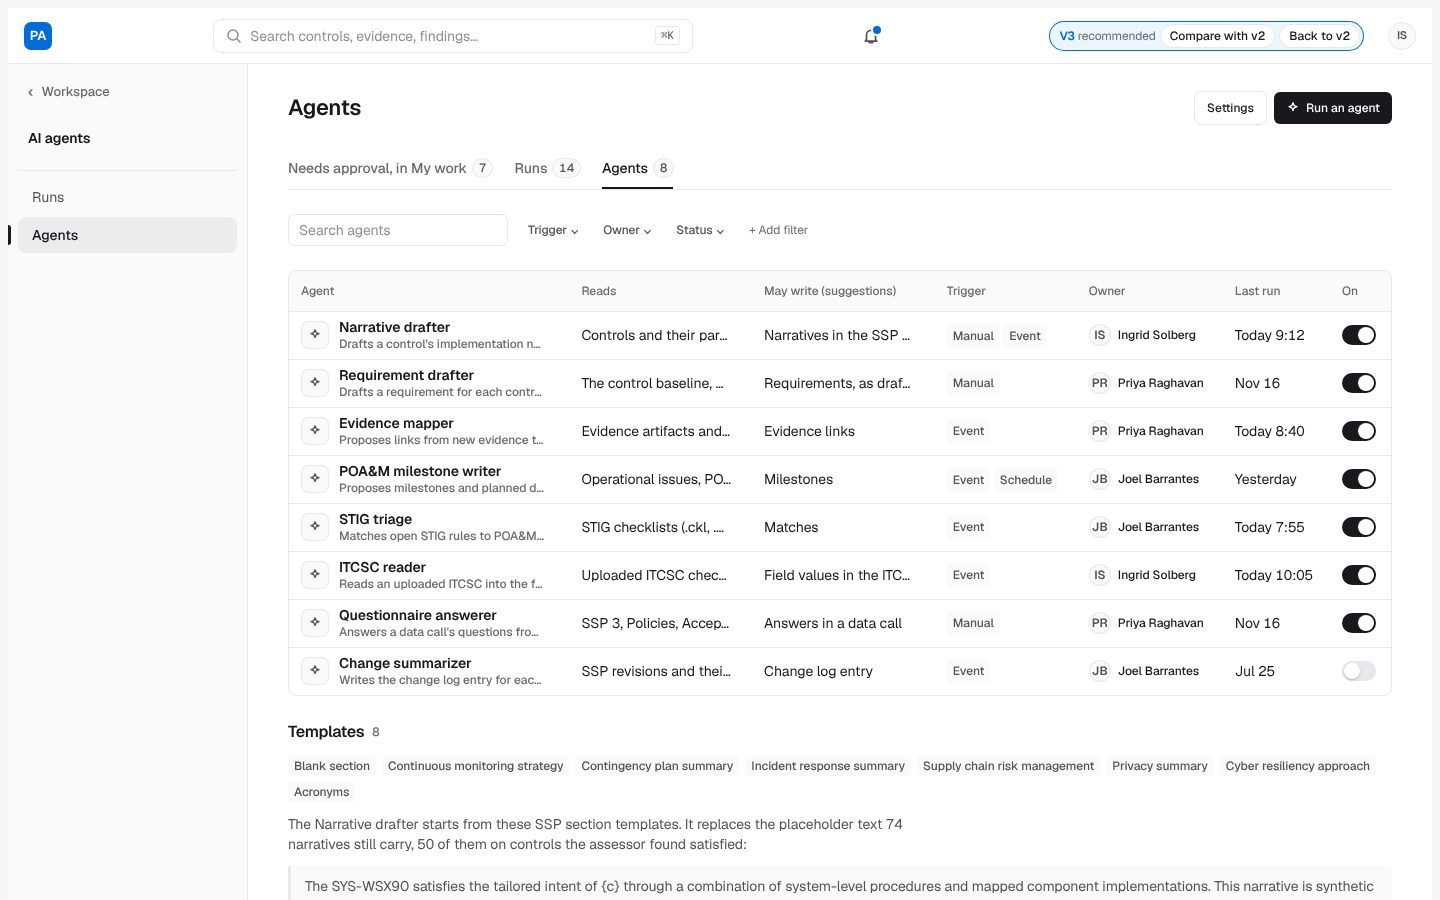 PA
Search controls, evidence, findings...
⌘K
V3 recommended
Compare with v2
Back to v2
IS
Workspace
AI agents
Runs
Agents
Agents
Settings
Run an agent
Needs approval, in My work 7
Runs 14
Agents 8
Search agents
Trigger
Owner
Status
+ Add filter
Agent Reads May write (suggestions) Trigger Owner Last run On
Narrative drafter
Drafts a control's implementation n...
Controls and their par...
Narratives in the SSP ...
Manual Event
IS Ingrid Solberg
Today 9:12
Requirement drafter
Drafts a requirement for each contr...
The control baseline, ...
Requirements, as draf...
Manual
PR Priya Raghavan
Nov 16
Evidence mapper
Proposes links from new evidence t...
Evidence artifacts and...
Evidence links
Event
PR Priya Raghavan
Today 8:40
POA&M milestone writer
Proposes milestones and planned d...
Operational issues, PO...
Milestones
Event Schedule
JB Joel Barrantes
Yesterday
STIG triage
Matches open STIG rules to POA&M...
STIG checklists (.ckl, ....
Matches
Event
JB Joel Barrantes
Today 7:55
ITCSC reader
Reads an uploaded ITCSC into the f...
Uploaded ITCSC chec...
Field values in the ITC...
Event
IS Ingrid Solberg
Today 10:05
Questionnaire answerer
Answers a data call's questions fro...
SSP 3, Policies, Accep...
Answers in a data call
Manual
PR Priya Raghavan
Nov 16
Change summarizer
Writes the change log entry for eac...
SSP revisions and thei...
Change log entry
Event
JB Joel Barrantes
Jul 25
Templates 8
Blank section Continuous monitoring strategy Contingency plan summary Incident response summary Supply chain risk management Privacy summary Cyber resiliency approach
Acronyms
The Narrative drafter starts from these SSP section templates. It replaces the placeholder text 74
narratives still carry, 50 of them on controls the assessor found satisfied:
The SYS-WSX90 satisfies the tailored intent of {c} through a combination of system-level procedures and mapped component implementations. This narrative is synthetic